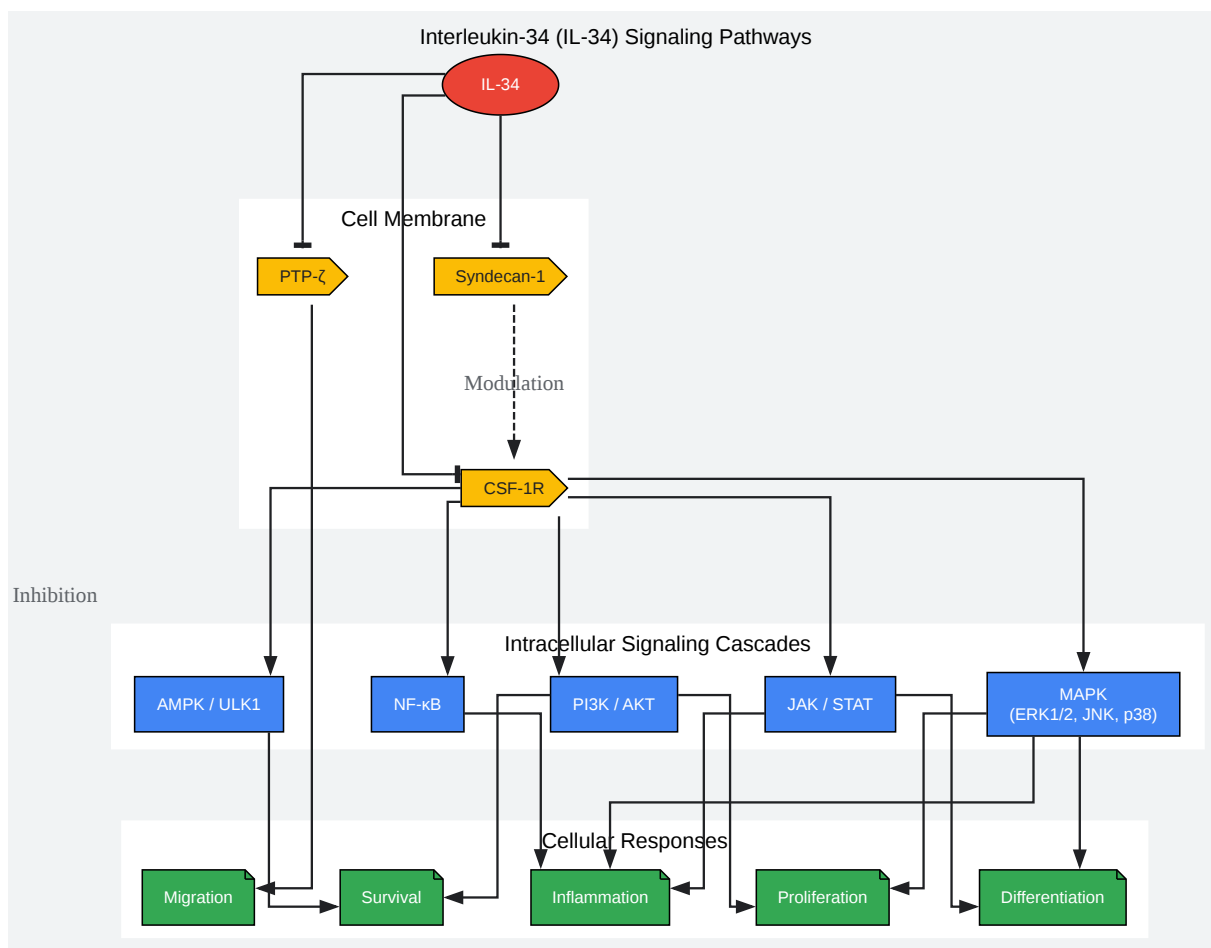 Interleukin-34 (IL-34) Signaling Pathways
IL-34
Cell Membrane
PTP-ζ
Syndecan-1
Modulation
CSF-1R
Inhibition
Intracellular Signaling Cascades
AMPK / ULK1
NF-κB
PI3K / AKT
JAK / STAT
MAPK
(ERK1/2, JNK, p38)
Cellular Responses
Migration
Survival
Inflammation
Proliferation
Differentiation